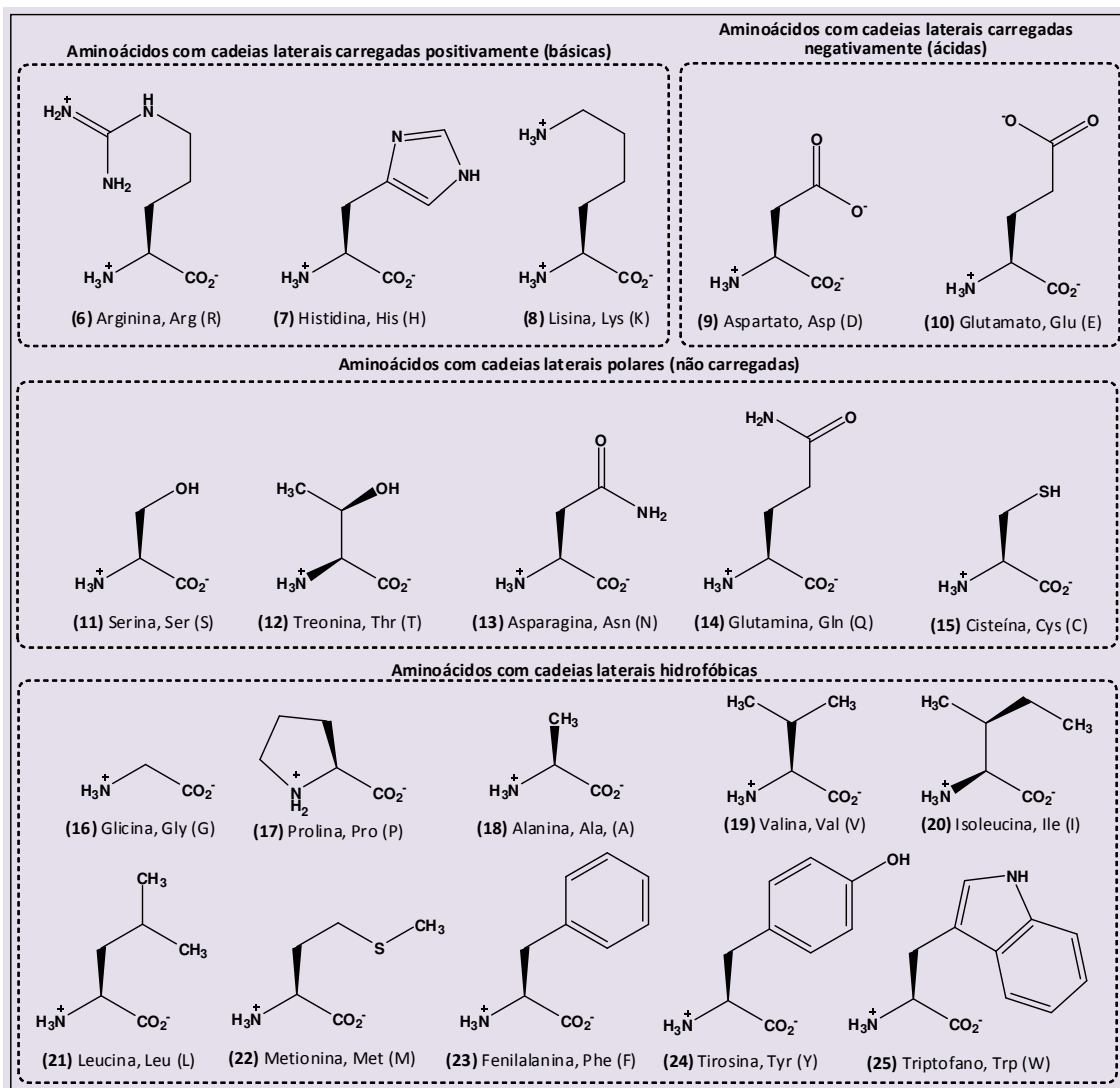 Aminoácidos com cadeias laterais carregadas positivamente (básicas)
Aminoácidos com cadeias laterais carregadas
negativamente (ácidas)
H₂N⁺
H
N
NH₂
H₃N⁺
CO₂⁻
(6) Arginina, Arg (R)
N
NH
H₃N⁺
CO₂⁻
(7) Histidina, His (H)
H₃N⁺
H₃N⁺
CO₂⁻
(8) Lisina, Lys (K)
O
O⁻
H₃N⁺
CO₂⁻
(9) Aspartato, Asp (D)
⁻O
O
H₃N⁺
CO₂⁻
(10) Glutamato, Glu (E)
Aminoácidos com cadeias laterais polares (não carregadas)
OH
H₃N⁺
CO₂⁻
(11) Serina, Ser (S)
H₃C
OH
H₃N⁺
CO₂⁻
(12) Treonina, Thr (T)
O
NH₂
H₃N⁺
CO₂⁻
(13) Asparagina, Asn (N)
H₂N
O
H₃N⁺
CO₂⁻
(14) Glutamina, Gln (Q)
SH
H₃N⁺
CO₂⁻
(15) Cisteína, Cys (C)
Aminoácidos com cadeias laterais hidrofóbicas
H₃N⁺
CO₂⁻
(16) Glicina, Gly (G)
N⁺
H₂
CO₂⁻
(17) Prolina, Pro (P)
CH₃
H₃N⁺
CO₂⁻
(18) Alanina, Ala, (A)
H₃C
CH₃
H₃N⁺
CO₂⁻
(19) Valina, Val (V)
H₃C
CH₃
H₃N⁺
CO₂⁻
(20) Isoleucina, Ile (I)
CH₃
CH₃
H₃N⁺
CO₂⁻
(21) Leucina, Leu (L)
S
CH₃
H₃N⁺
CO₂⁻
(22) Metionina, Met (M)
H₃N⁺
CO₂⁻
(23) Fenilalanina, Phe (F)
OH
H₃N⁺
CO₂⁻
(24) Tirosina, Tyr (Y)
NH
H₃N⁺
CO₂⁻
(25) Triptofano, Trp (W)